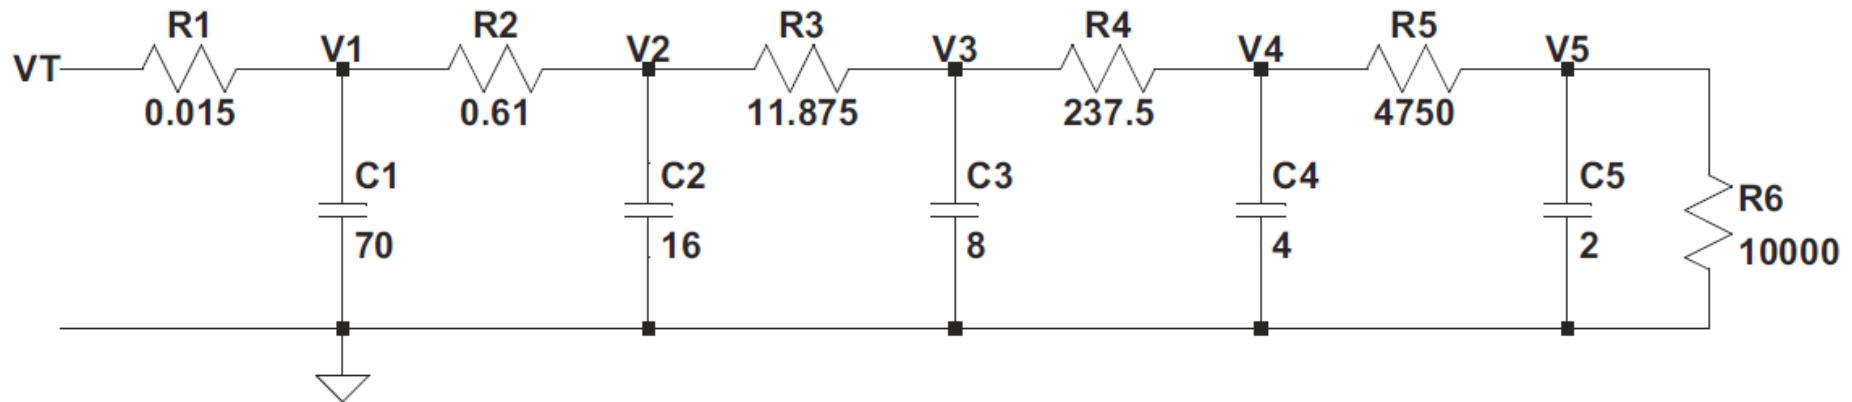 R1 R2 R3 R4 R5
VT V1 V2 V3 V4 V5
0.015 0.61 11.875 237.5 4750
C1 C2 C3 C4 C5 R6
70 16 8 4 2 10000